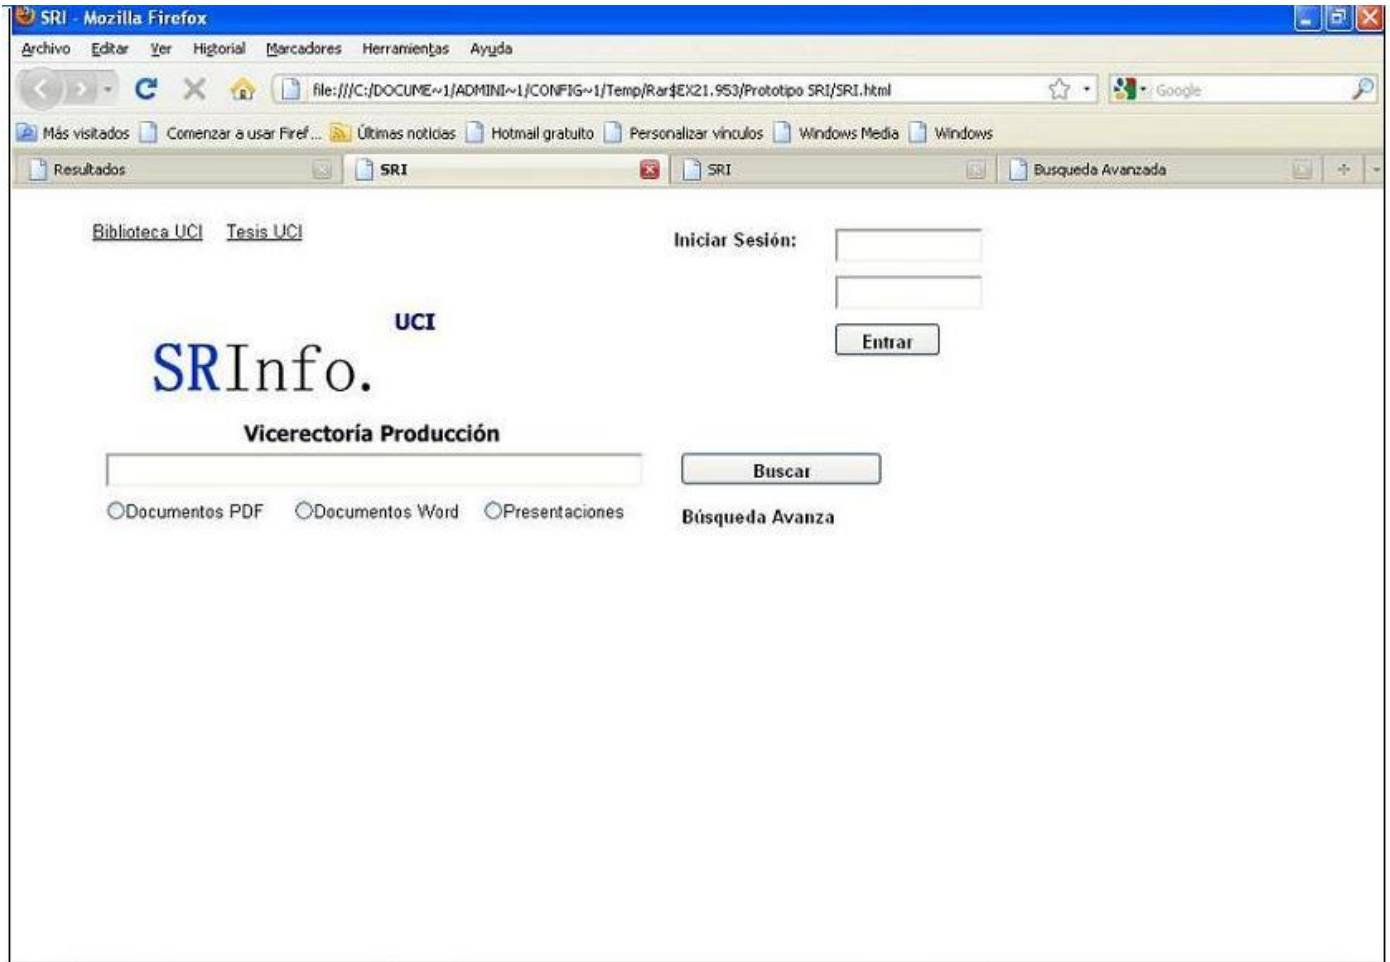 SRI - Mozilla Firefox
Archivo Editar Ver Historial Marcadores Herramientas Ayuda
file:///C:/DOCUME~1/ADMINI~1/CONFIG~1/Temp/Rar$EX21.953/Prototipo SRI/SRI.html Google
Más visitados Comenzar a usar Firef... Últimas noticias Hotmail gratuito Personalizar vínculos Windows Media Windows
Resultados SRI SRI Busqueda Avanzada
Biblioteca UCI Tesis UCI
Iniciar Sesión:
UCI
Entrar
SRInfo.
Vicerectoría Producción
Buscar
Documentos PDF Documentos Word Presentaciones
Búsqueda Avanza